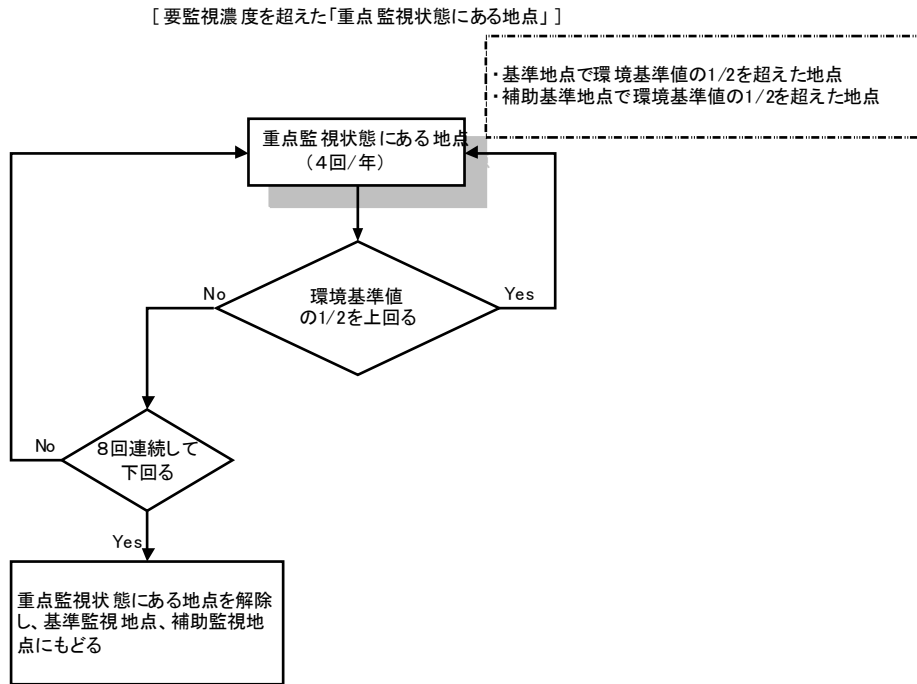 [要監視濃度を超えた「重点監視状態にある地点」]
・基準地点で環境基準値の1/2を超えた地点
・補助基準地点で環境基準値の1/2を超えた地点
重点監視状態にある地点
(4回/年)
No
環境基準値
の1/2を上回る
Yes
No
8回連続して
下回る
Yes
重点監視状態にある地点を解除
し、基準監視地点、補助監視地
点にもどる